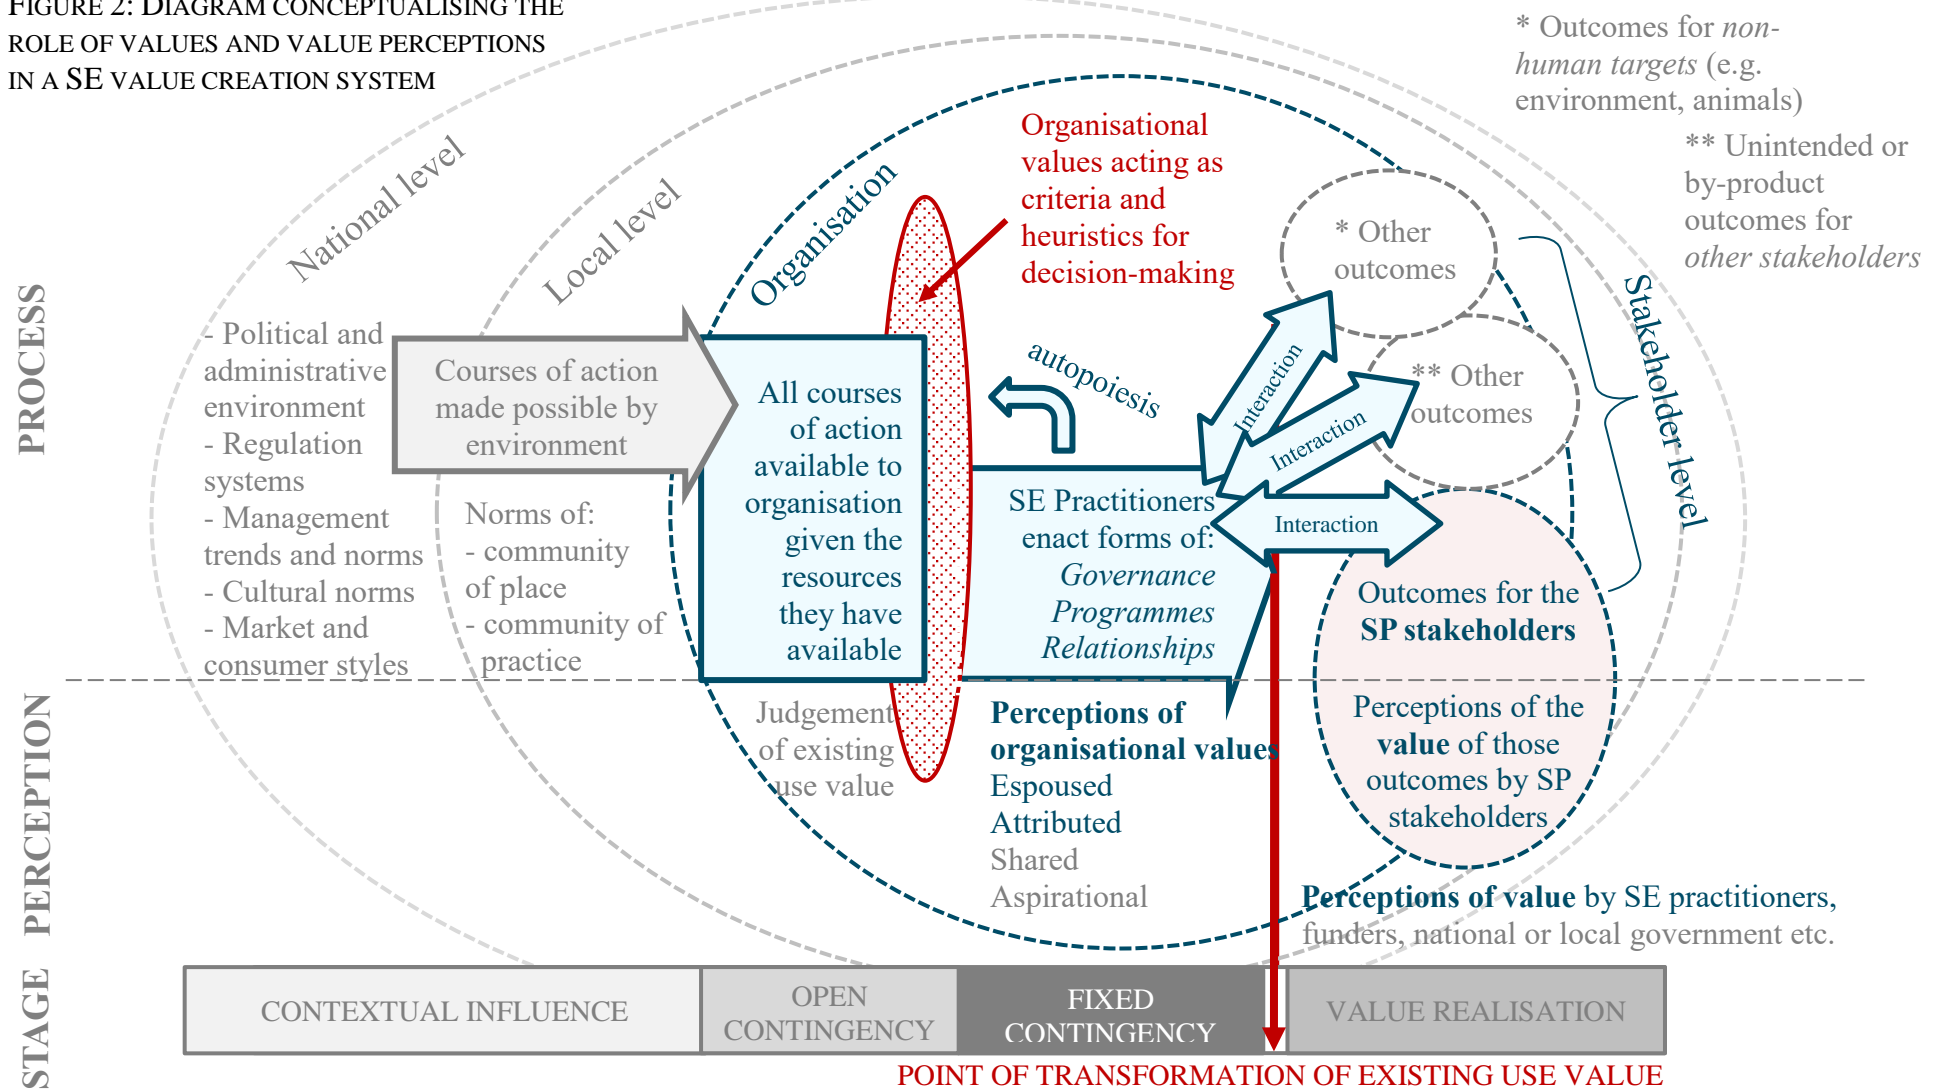 FIGURE 2: DIAGRAM CONCEPTUALISING THE
ROLE OF VALUES AND VALUE PERCEPTIONS
IN A SE VALUE CREATION SYSTEM
* Outcomes for non-
human targets (e.g.
environment, animals)
** Unintended or
by-product
outcomes for
other stakeholders
PROCESS
PERCEPTION
STAGE
National level
Local level
Organisation
Stakeholder level
- Political and
administrative
environment
- Regulation
systems
- Management
trends and norms
- Cultural norms
- Market and
consumer styles
Courses of action
made possible by
environment
Norms of:
- community
of place
- community of
practice
All courses
of action
available to
organisation
given the
resources
they have
available
Organisational
values acting as
criteria and
heuristics for
decision-making
autopoiesis
SE Practitioners
enact forms of:
Governance
Programmes
Relationships
Interaction
Interaction
Interaction
* Other
outcomes
** Other
outcomes
Outcomes for the
SP stakeholders
Perceptions of the
value of those
outcomes by SP
stakeholders
Judgement
of existing
use value
Perceptions of
organisational values
Espoused
Attributed
Shared
Aspirational
Perceptions of value by SE practitioners,
funders, national or local government etc.
CONTEXTUAL INFLUENCE
OPEN
CONTINGENCY
FIXED
CONTINGENCY
VALUE REALISATION
POINT OF TRANSFORMATION OF EXISTING USE VALUE